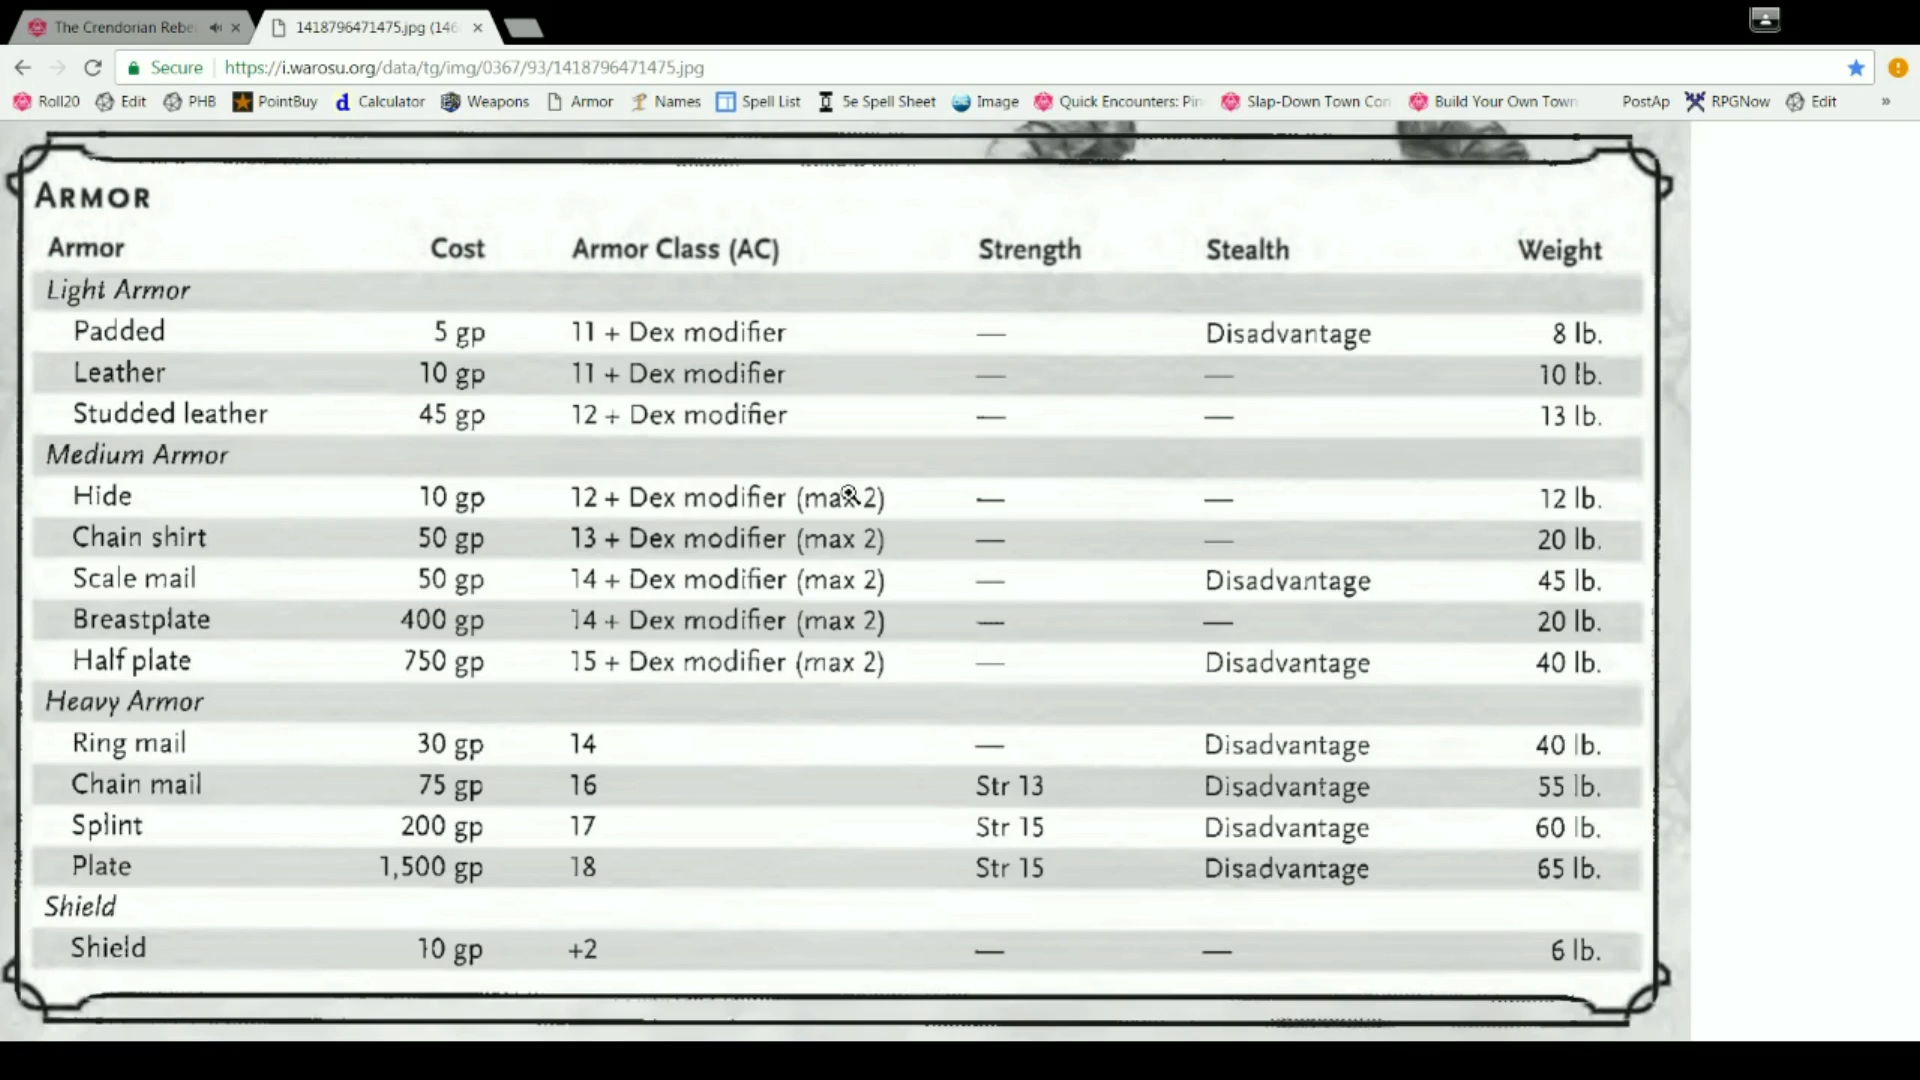 The Crendorian Rebe
1418796471475.jpg (146
Secure https://i.warosu.org/data/tg/img/0367/93/1418796471475.jpg
Roll20 Edit PHB PointBuy Calculator Weapons Armor Names Spell List 5e Spell Sheet Image Quick Encounters: Pin Slap-Down Town Con Build Your Own Town PostAp RPGNow Edit »
ARMOR
Armor Cost Armor Class (AC) Strength Stealth Weight
Light Armor
Padded 5 gp 11 + Dex modifier — Disadvantage 8 lb.
Leather 10 gp 11 + Dex modifier — — 10 lb.
Studded leather 45 gp 12 + Dex modifier — — 13 lb.
Medium Armor
Hide 10 gp 12 + Dex modifier (max 2) — — 12 lb.
Chain shirt 50 gp 13 + Dex modifier (max 2) — — 20 lb.
Scale mail 50 gp 14 + Dex modifier (max 2) — Disadvantage 45 lb.
Breastplate 400 gp 14 + Dex modifier (max 2) — — 20 lb.
Half plate 750 gp 15 + Dex modifier (max 2) — Disadvantage 40 lb.
Heavy Armor
Ring mail 30 gp 14 — Disadvantage 40 lb.
Chain mail 75 gp 16 Str 13 Disadvantage 55 lb.
Splint 200 gp 17 Str 15 Disadvantage 60 lb.
Plate 1,500 gp 18 Str 15 Disadvantage 65 lb.
Shield
Shield 10 gp +2 — — 6 lb.